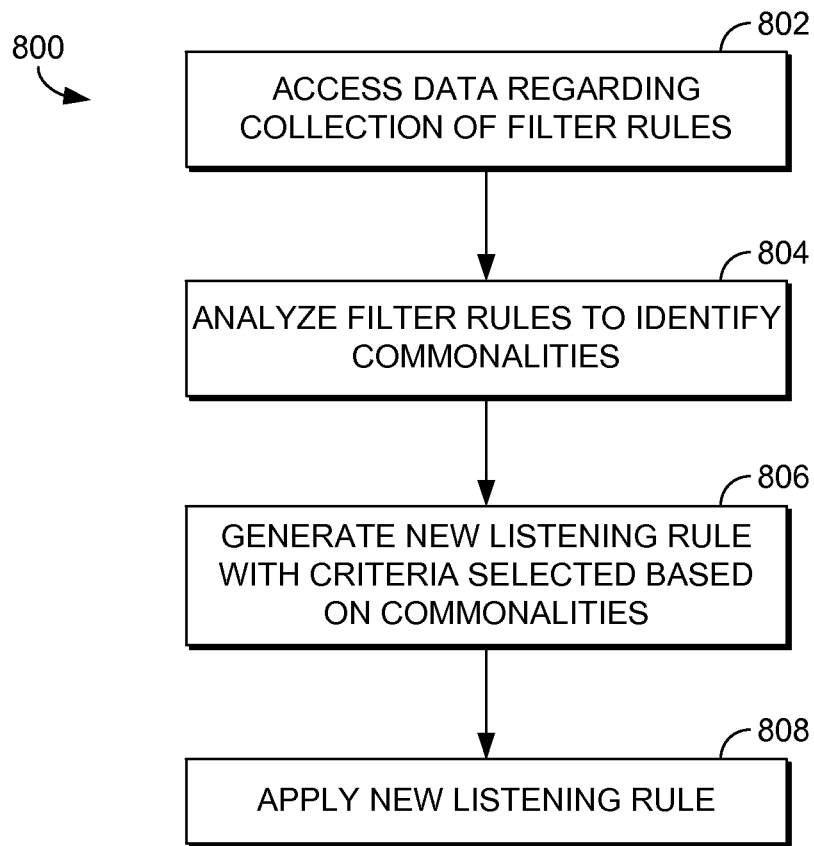 800
802
ACCESS DATA REGARDING
COLLECTION OF FILTER RULES
804
ANALYZE FILTER RULES TO IDENTIFY
COMMONALITIES
806
GENERATE NEW LISTENING RULE
WITH CRITERIA SELECTED BASED
ON COMMONALITIES
808
APPLY NEW LISTENING RULE